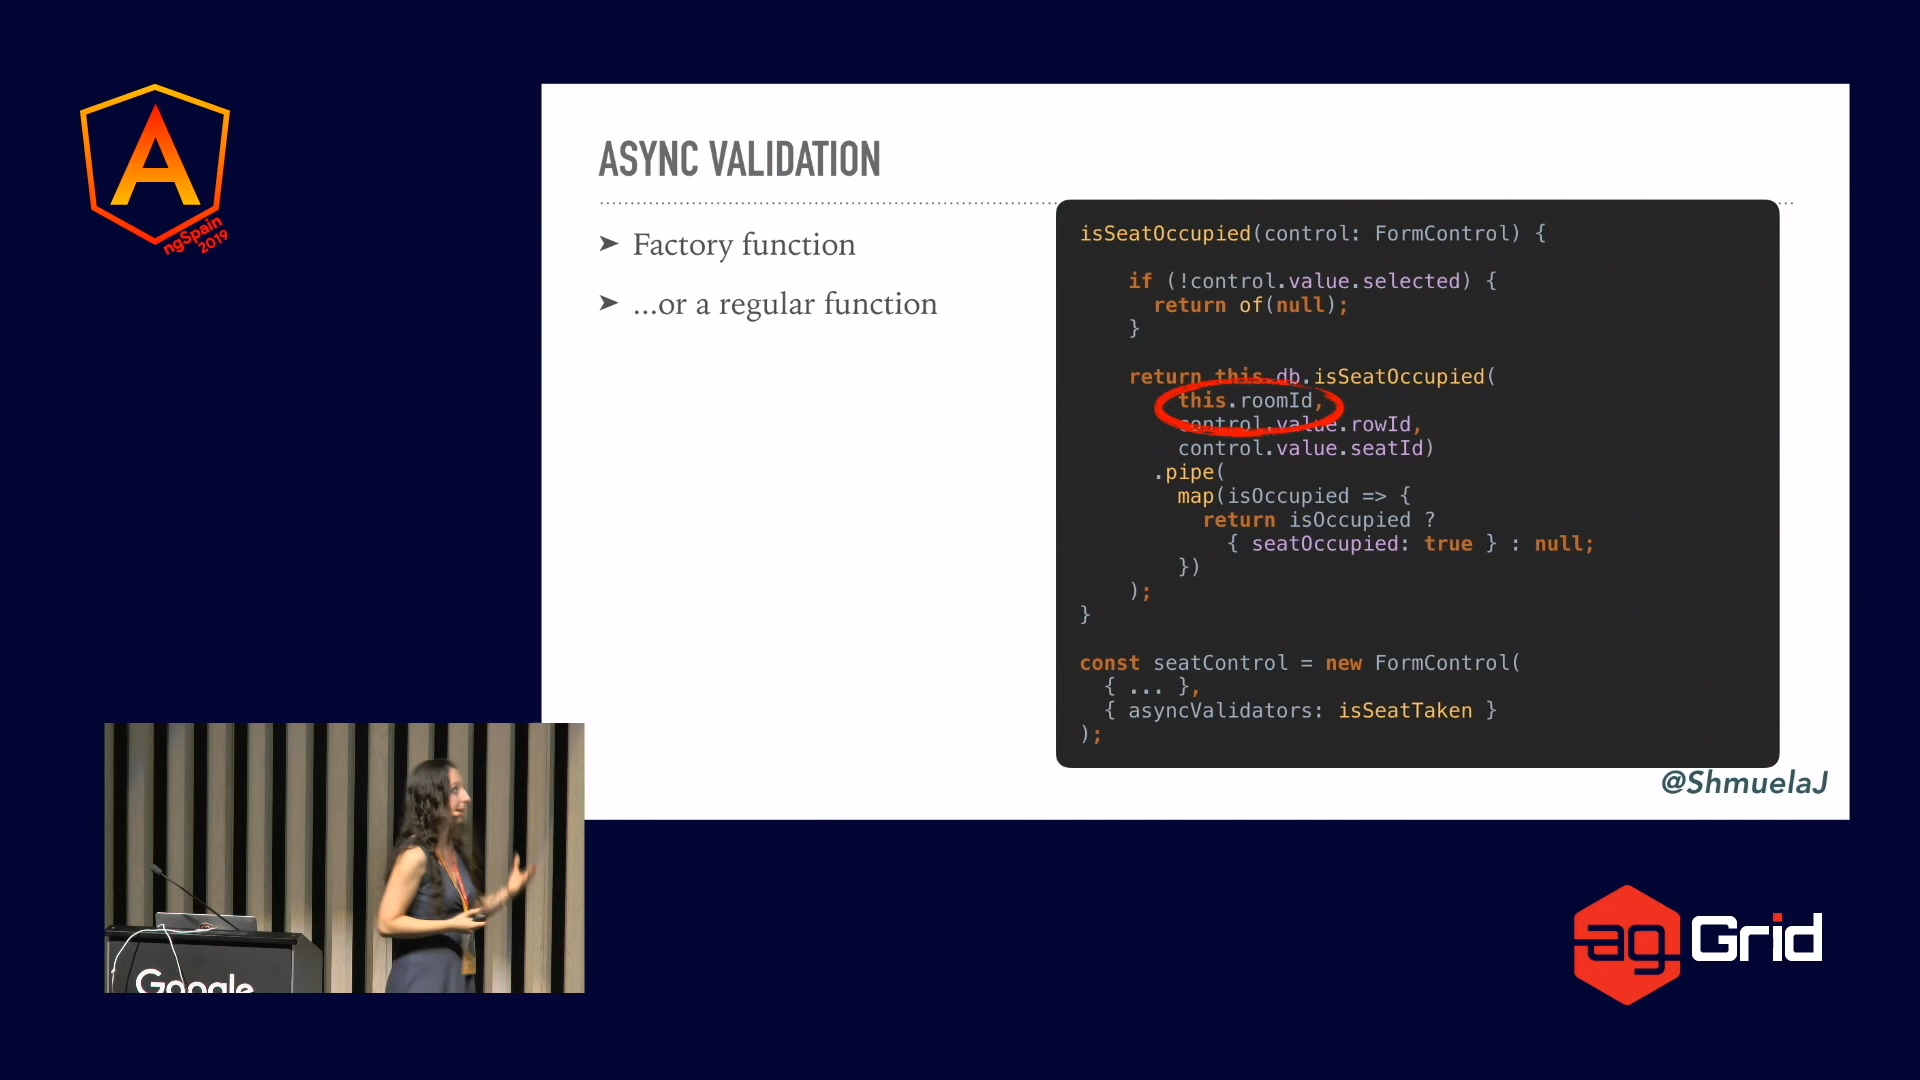 A
ngSpain
2019
ASYNC VALIDATION
➤ Factory function
➤ ...or a regular function
isSeatOccupied(control: FormControl) {
if (!control.value.selected) {
return of(null);
}
return this.db.isSeatOccupied(
this.roomId,
control.value.rowId,
control.value.seatId)
.pipe(
map(isOccupied => {
return isOccupied ?
{ seatOccupied: true } : null;
})
);
}
const seatControl = new FormControl(
{ ... },
{ asyncValidators: isSeatTaken }
);
@ShmuelaJ
Google
ag Grid